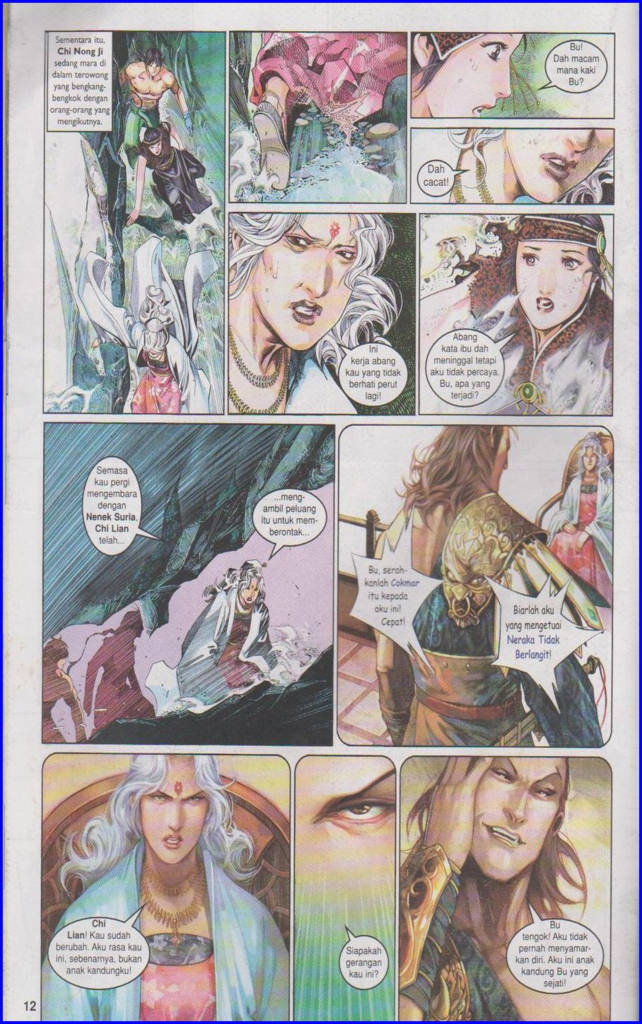 Sementara itu,
Chi Nong Ji
sedang mara di
dalam terowong
yang bengkang-
bengkok dengan
orang-orang yang
mengikutnya.
Bu!
Dah macam
mana kaki
Bu?
Dah
cacat!
Ini
kerja abang
kau yang tidak
berhati perut
lagi!
Abang
kata ibu dah
meninggal tetapi
aku tidak percaya.
Bu, apa yang
terjadi?
Semasa
kau pergi
mengembara
dengan
Nenek Suria,
Chi Lian
telah...
...meng-
ambil peluang
itu untuk mem-
berontak...
Bu, serah-
kanlah Cokmar
itu kepada
aku ini!
Cepat!
Biarlah aku
yang mengetuai
Neraka Tidak
Berlangit!
Chi
Lian! Kau sudah
berubah. Aku rasa kau
ini, sebenarnya, bukan
anak kandungku!
Siapakah
gerangan
kau ini?
Bu
tengok! Aku tidak
pernah menyamar-
kan diri. Aku ini anak
kandung Bu yang
sejati!
12